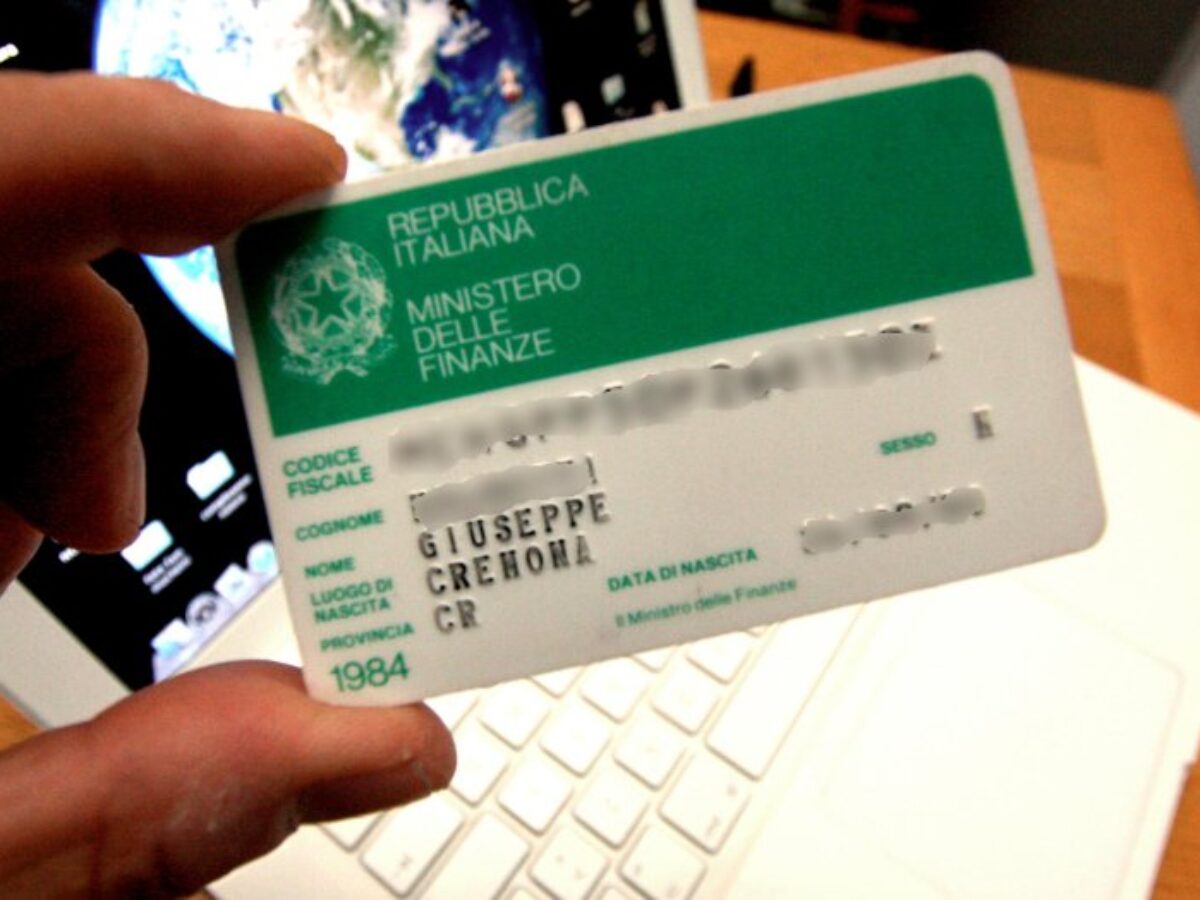 REPUBBLICA
ITALIANA
MINISTERO
DELLE
FINANZE
CODICE
FISCALE
SESSO
COGNOME
NOME GIUSEPPE
LUOGO DI
NASCITA CREMONA
DATA DI NASCITA
PROVINCIA CR
Il Ministro delle Finanze
1984